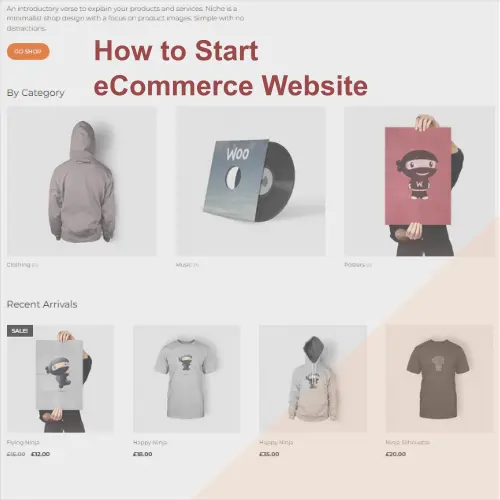 An introductory verse to explain your products and services. Niche is a
minimalist shop design with a focus on product images. Simple with no
distractions.
GO SHOP
How to Start
eCommerce Website
By Category
WOO
W
Clothing
Music
Posters
Recent Arrivals
SALE!
Flying Ninja
Happy Ninja
Happy Ninja
Ninja Silhouette
£15.00 £12.00
£18.00
£35.00
£20.00